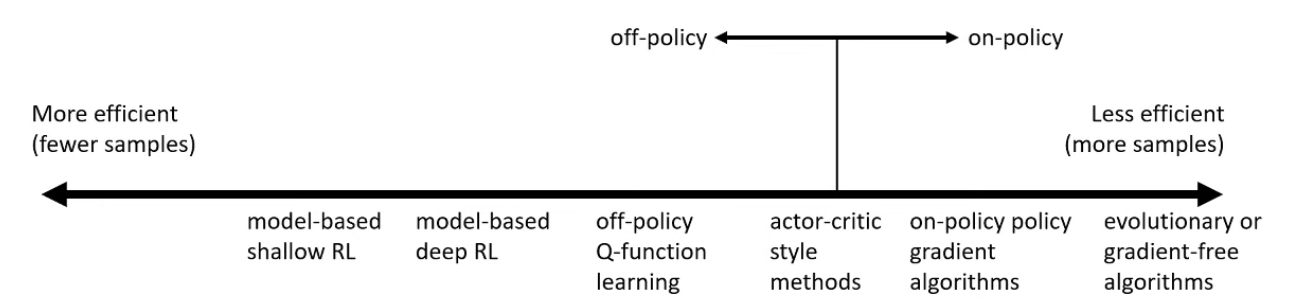 off-policy
on-policy
More efficient
(fewer samples)
Less efficient
(more samples)
model-based
shallow RL
model-based
deep RL
off-policy
Q-function
learning
actor-critic
style
methods
on-policy policy
gradient
algorithms
evolutionary or
gradient-free
algorithms